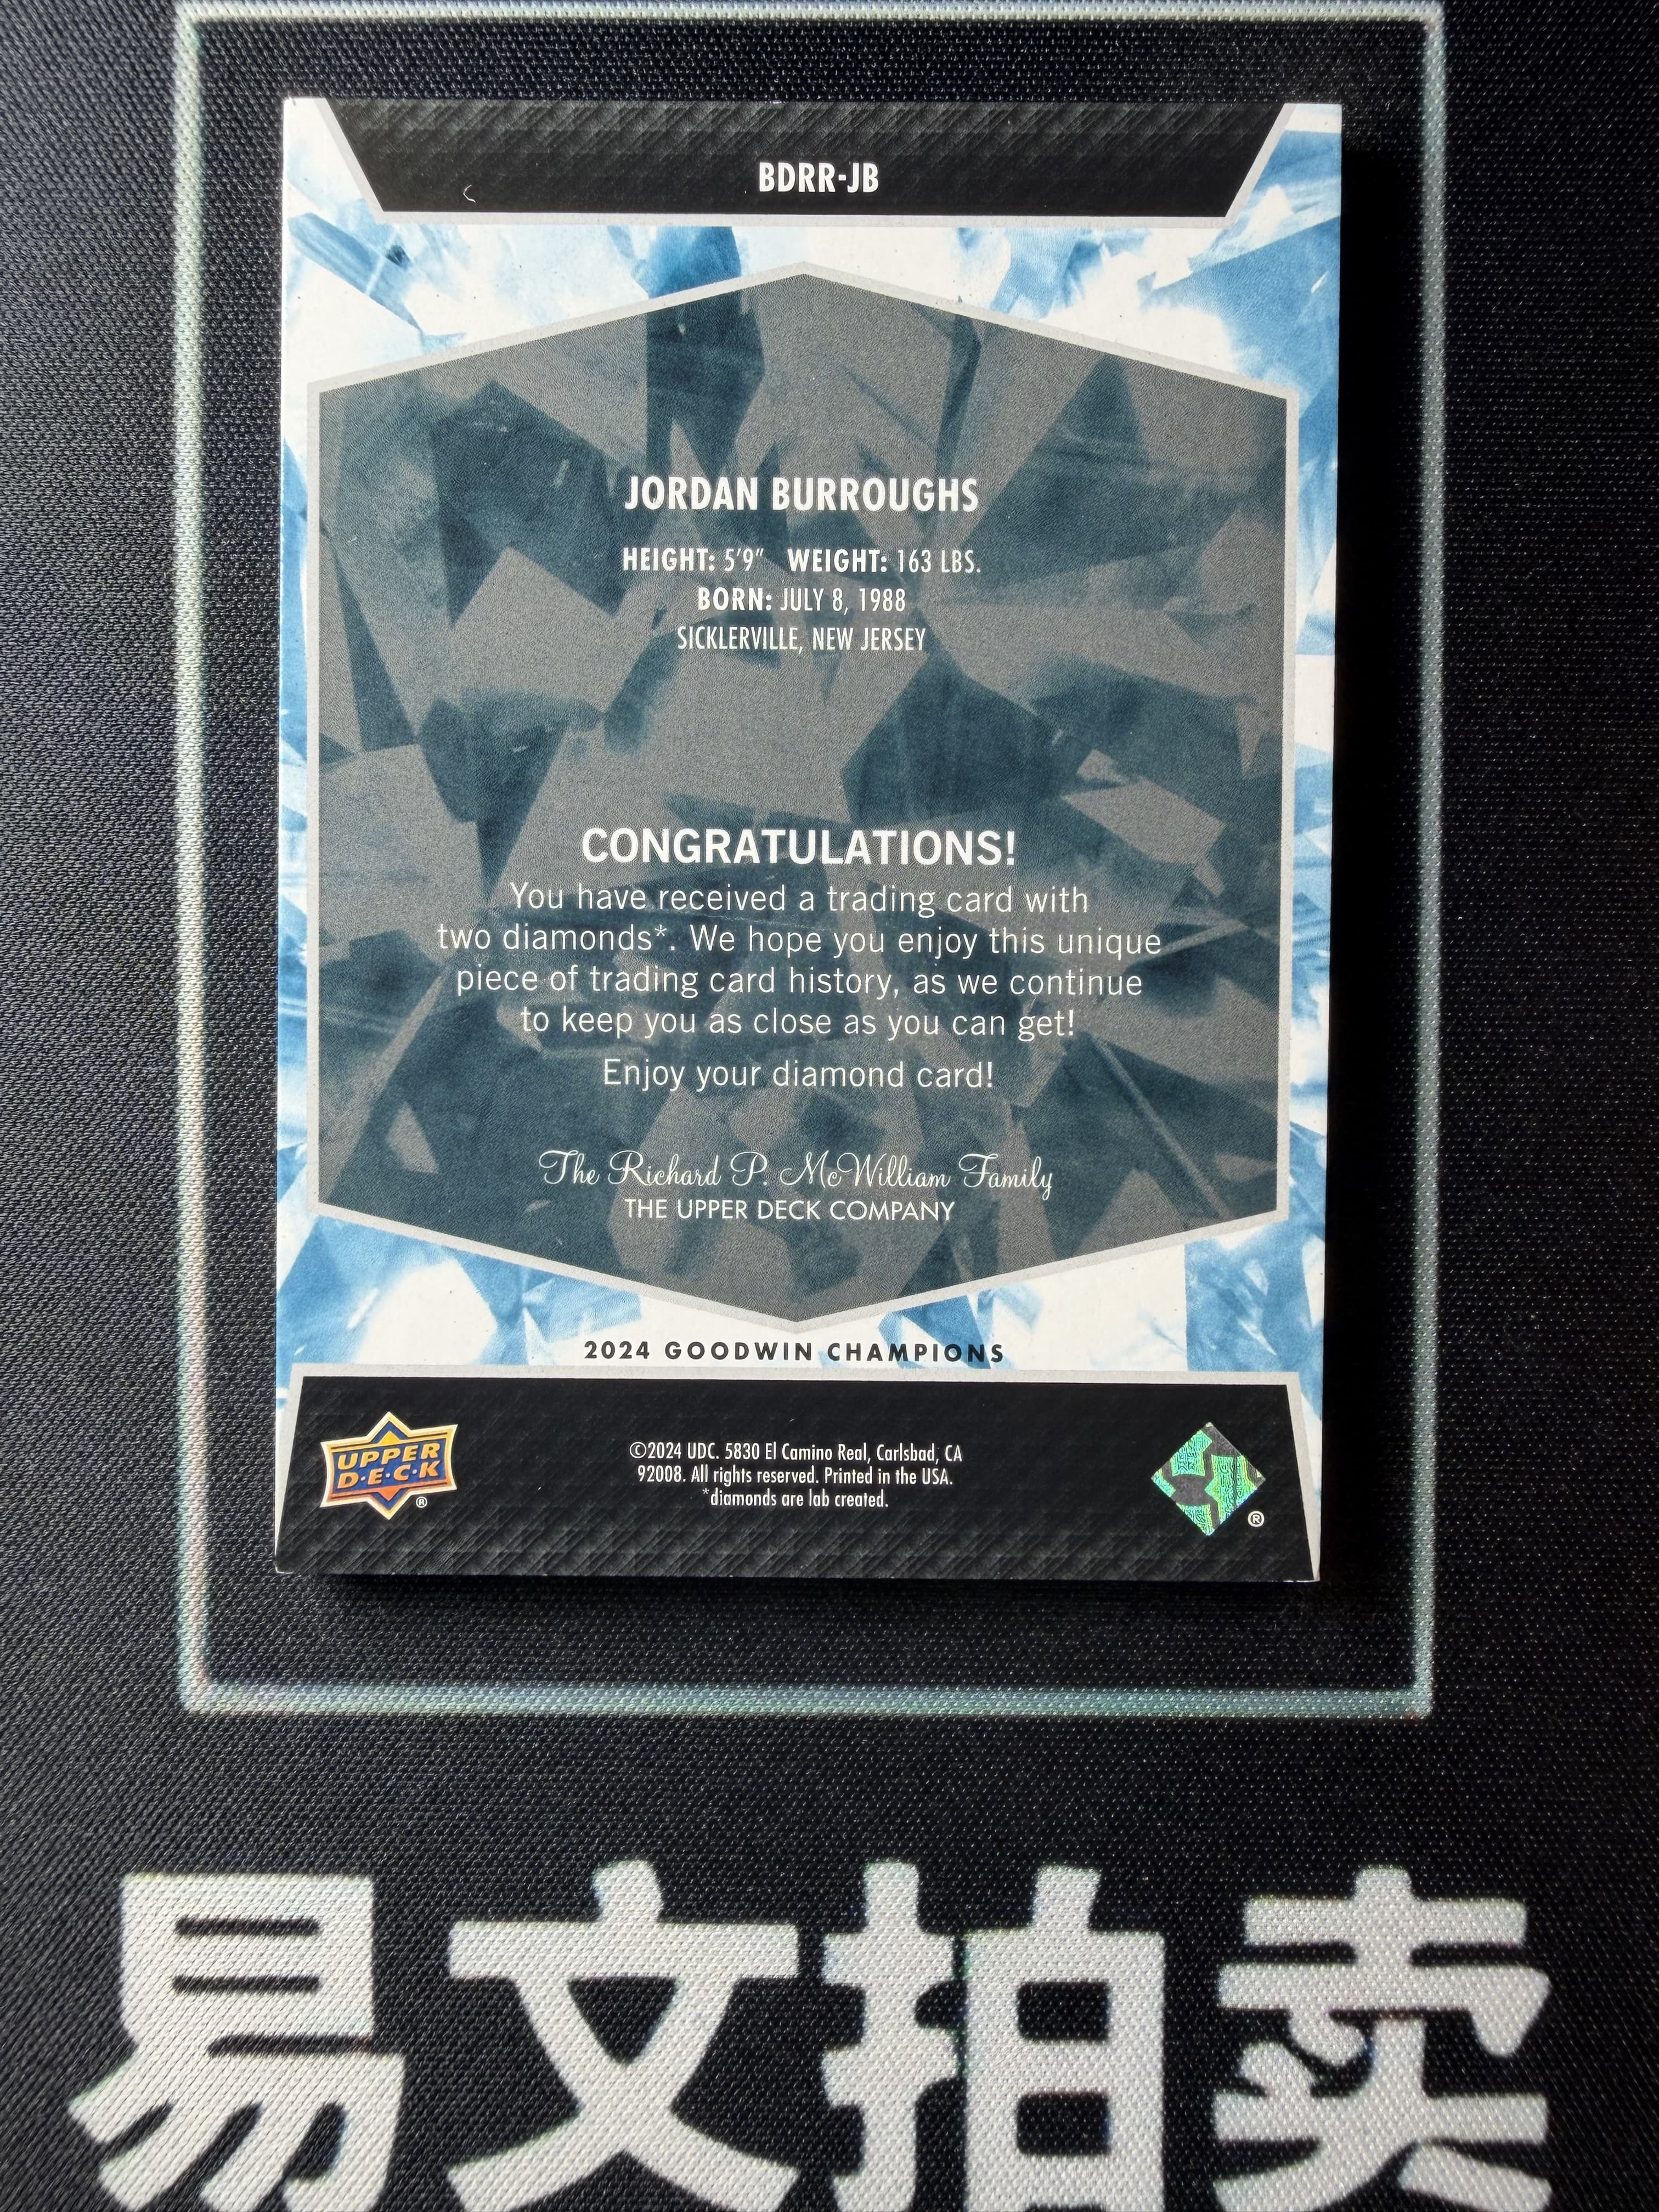 BDRR-JB
JORDAN BURROUGHS
HEIGHT: 5'9" WEIGHT: 163 LBS.
BORN: JULY 8, 1988
SICKLERVILLE, NEW JERSEY
CONGRATULATIONS!
You have received a trading card with
two diamonds*. We hope you enjoy this unique
piece of trading card history, as we continue
to keep you as close as you can get!
Enjoy your diamond card!
The Richard P. McWilliam Family
THE UPPER DECK COMPANY
2024 GOODWIN CHAMPIONS
UPPER
D·E·C·K
®
©2024 UDC. 5830 El Camino Real, Carlsbad, CA
92008. All rights reserved. Printed in the USA.
*diamonds are lab created.
®
易文拍卖